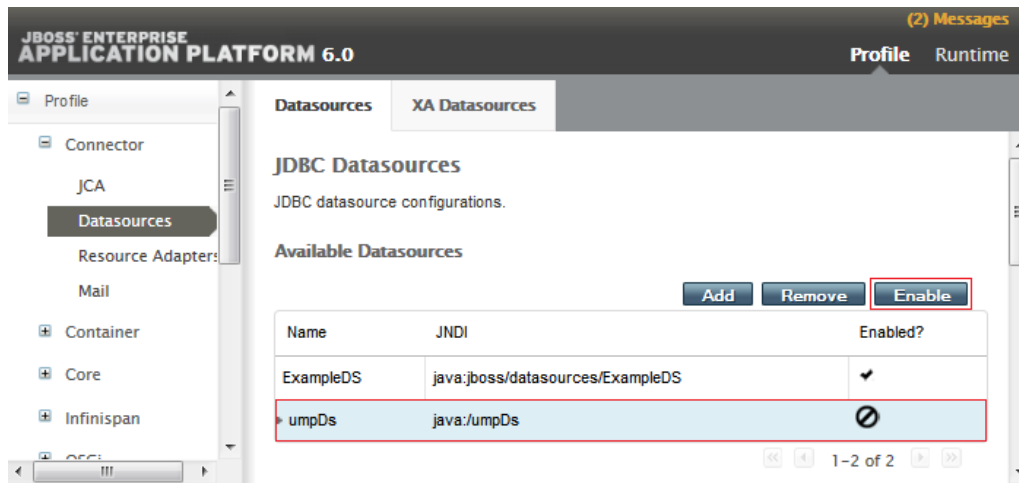 (2) Messages
JBOSS' ENTERPRISE
APPLICATION PLATFORM 6.0
Profile Runtime
Profile
Connector
JCA
Datasources
Resource Adapters
Mail
Container
Core
Infinispan
OSGi
Datasources XA Datasources
JDBC Datasources
JDBC datasource configurations.
Available Datasources
Add Remove Enable
Name JNDI Enabled?
ExampleDS java:jboss/datasources/ExampleDS
umpDs java:/umpDs
1-2 of 2